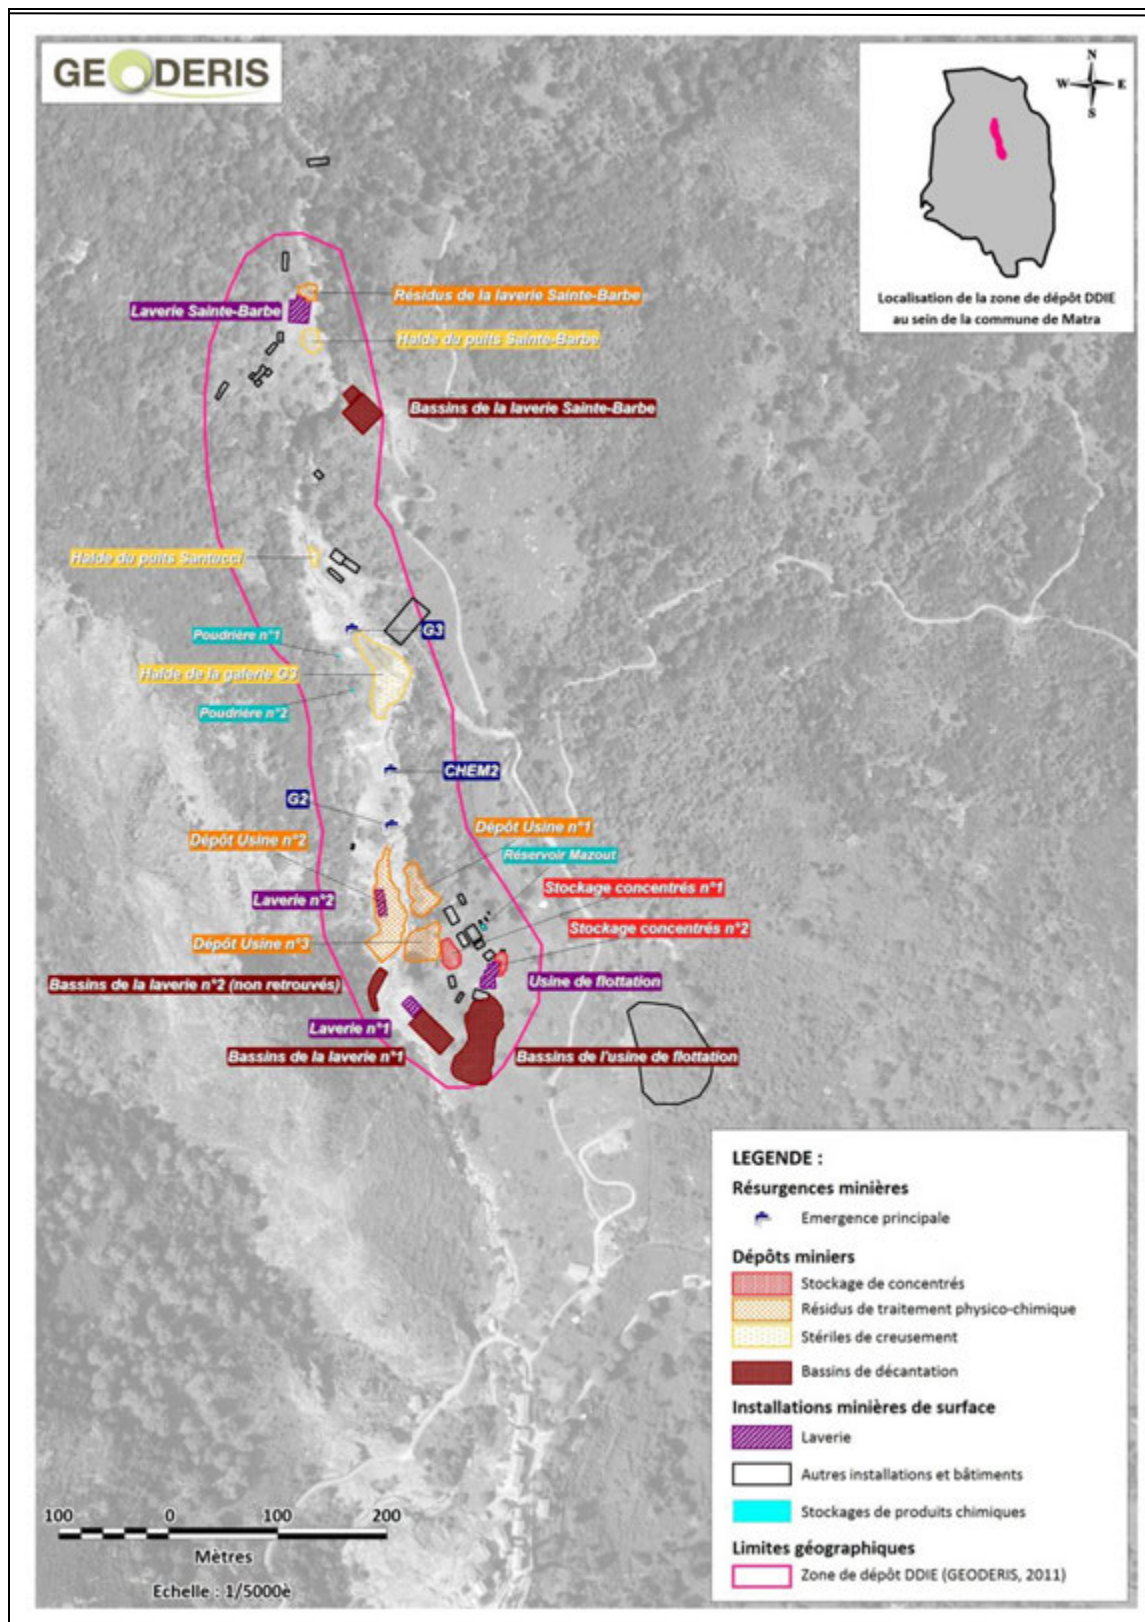 GEODERIS
N
W E
S
Localisation de la zone de dépôt DDIE
au sein de la commune de Matra
Résidus de la laverie Sainte-Barbe
Laverie Sainte-Barbe
Halde du puits Sainte-Barbe
Bassins de la laverie Sainte-Barbe
Halde du puits Santucci
Poudrière n°1
G3
Halde de la galerie G3
Poudrière n°2
CHEM2
G2
Dépôt Usine n°1
Dépôt Usine n°2
Réservoir Mazout
Stockage concentrés n°1
Laverie n°2
Stockage concentrés n°2
Dépôt Usine n°3
Bassins de la laverie n°2 (non retrouvés)
Usine de flottation
Laverie n°1
Bassins de la laverie n°1
Bassins de l'usine de flottation
LEGENDE :
Résurgences minières
Emergence principale
Dépôts miniers
Stockage de concentrés
Résidus de traitement physico-chimique
Stériles de creusement
Bassins de décantation
Installations minières de surface
Laverie
Autres installations et bâtiments
Stockages de produits chimiques
Limites géographiques
Zone de dépôt DDIE (GEODERIS, 2011)
100 0 100 200
Mètres
Echelle : 1/5000è